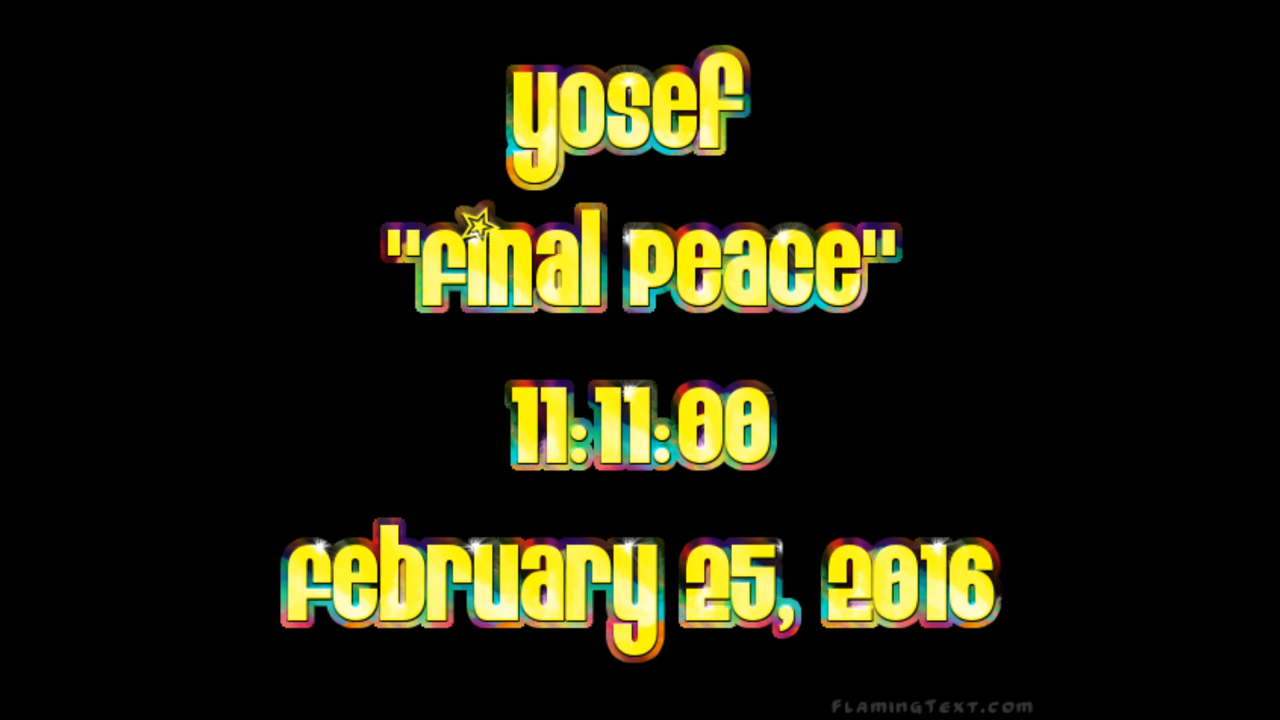 yosef
"final peace"
11:11:00
february 25, 2016
FlamingText.com